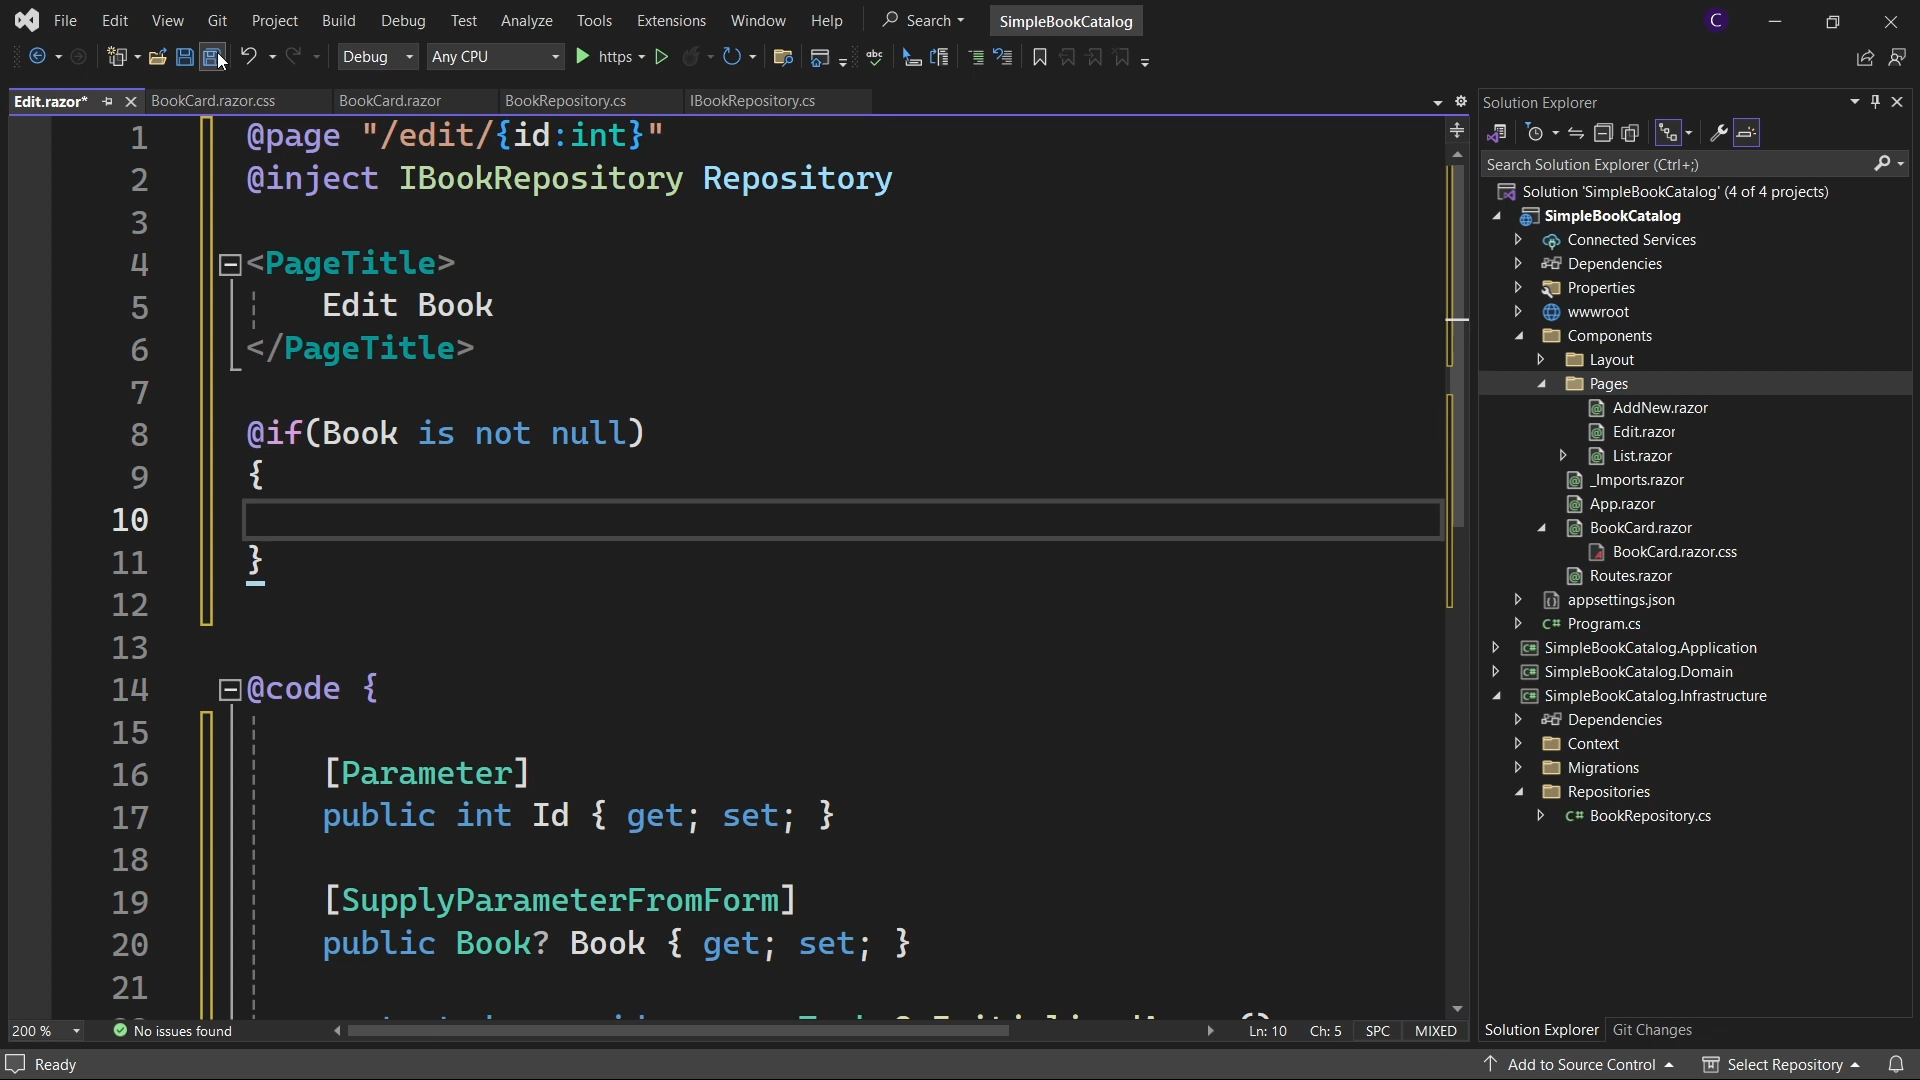 File Edit View Git Project Build Debug Test Analyze Tools Extensions Window Help Search SimpleBookCatalog C
Debug Any CPU https abc
Edit.razor* BookCard.razor.css BookCard.razor BookRepository.cs IBookRepository.cs
1 @page "/edit/{id:int}"
2 @inject IBookRepository Repository
3
4 <PageTitle>
5 Edit Book
6 </PageTitle>
7
8 @if(Book is not null)
9 {
10
11 }
12
13
14 @code {
15
16 [Parameter]
17 public int Id { get; set; }
18
19 [SupplyParameterFromForm]
20 public Book? Book { get; set; }
21
200 % No issues found Ln: 10 Ch: 5 SPC MIXED
Solution Explorer
Search Solution Explorer (Ctrl+;)
Solution 'SimpleBookCatalog' (4 of 4 projects)
SimpleBookCatalog
Connected Services
Dependencies
Properties
wwwroot
Components
Layout
Pages
AddNew.razor
Edit.razor
List.razor
_Imports.razor
App.razor
BookCard.razor
BookCard.razor.css
Routes.razor
appsettings.json
C# Program.cs
C# SimpleBookCatalog.Application
C# SimpleBookCatalog.Domain
C# SimpleBookCatalog.Infrastructure
Dependencies
Context
Migrations
Repositories
C# BookRepository.cs
Solution Explorer Git Changes
Ready Add to Source Control Select Repository